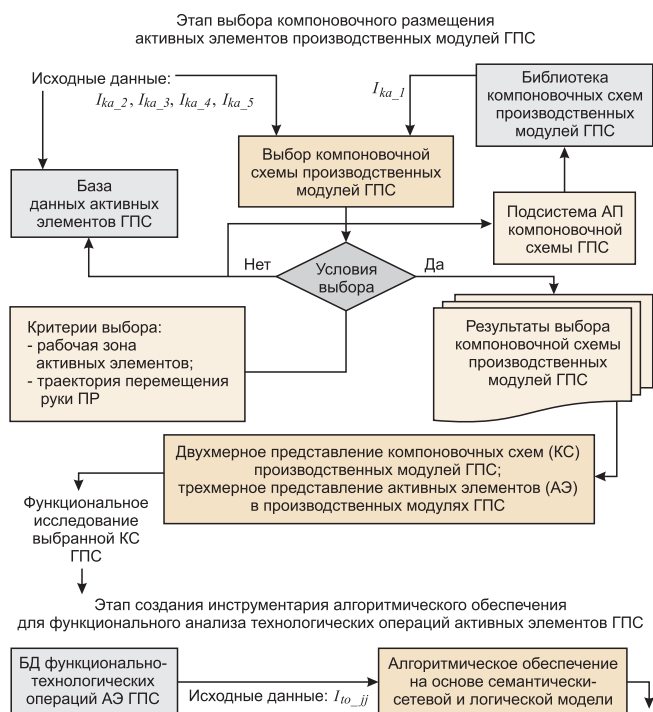 Этап выбора компоновочного размещения
активных элементов производственных модулей ГПС
Исходные данные:
I_ka_2, I_ka_3, I_ka_4, I_ka_5
I_ka_1
Библиотека
компоновочных схем
производственных
модулей ГПС
Выбор компоновочной
схемы производственных
модулей ГПС
База
данных активных
элементов ГПС
Подсистема АП
компоновочной
схемы ГПС
Нет
Условия
выбора
Да
Критерии выбора:
- рабочая зона
активных элементов;
- траектория перемещения
руки ПР
Результаты выбора
компоновочной схемы
производственных
модулей ГПС
Двухмерное представление компоновочных схем (КС)
производственных модулей ГПС;
трехмерное представление активных элементов (АЭ)
в производственных модулях ГПС
Функциональное
исследование
выбранной КС
ГПС
Этап создания инструментария алгоритмического обеспечения
для функционального анализа технологических операций активных элементов ГПС
БД функционально-
технологических
операций АЭ ГПС
Исходные данные: I_to_jj
Алгоритмическое обеспечение
на основе семантически-
сетевой и логической модели